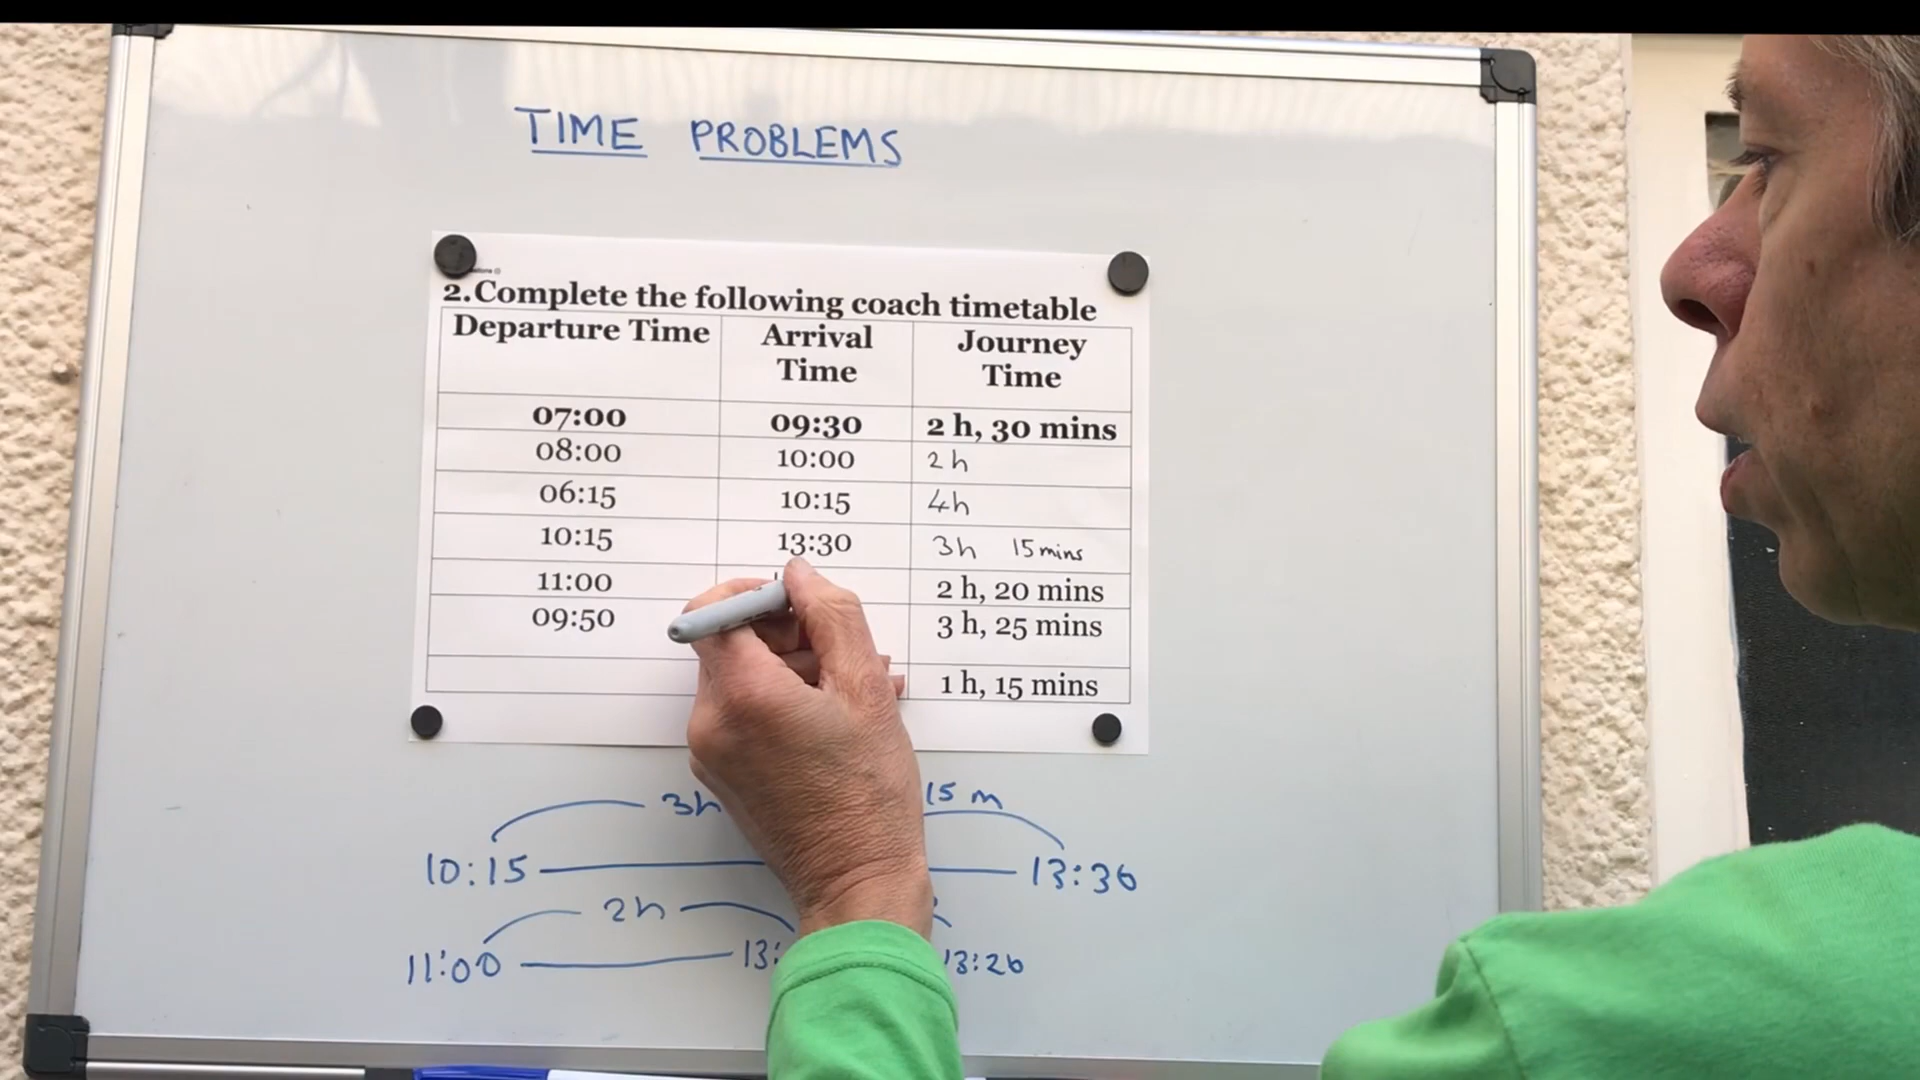 TIME PROBLEMS
2.Complete the following coach timetable
Departure Time Arrival Time Journey Time
07:00 09:30 2 h, 30 mins
08:00 10:00 2h
06:15 10:15 4h
10:15 13:30 3h 15mins
11:00 2 h, 20 mins
09:50 3 h, 25 mins
1 h, 15 mins
3h 15 m
10:15 13:30
2h
11:00 13: 13:20